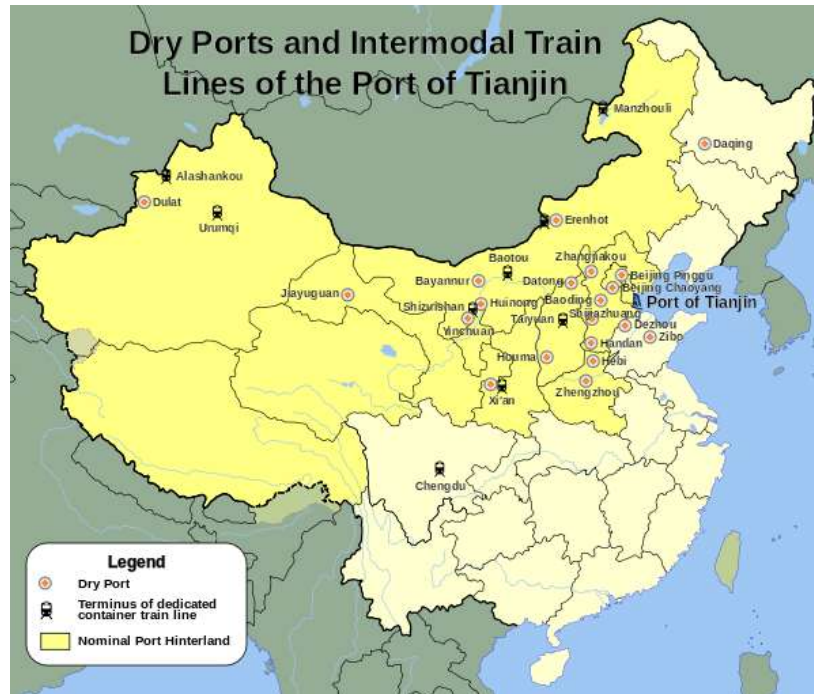 Dry Ports and Intermodal Train
Lines of the Port of Tianjin
Manzhouli
Daqing
Alashankou
Dulat
Urumqi
Erenhot
Zhangjiakou
Baotou
Beijing Pinggu
Bayannur
Datong
Beijing Chaoyang
Jiayuguan
Huinong
Baoding
Port of Tianjin
Shizuishan
Shijiazhuang
Taiyuan
Dezhou
Yinchuan
Zibo
Handan
Houma
Hebi
Zhengzhou
Xi'an
Chengdu
Legend
Dry Port
Terminus of dedicated
container train line
Nominal Port Hinterland